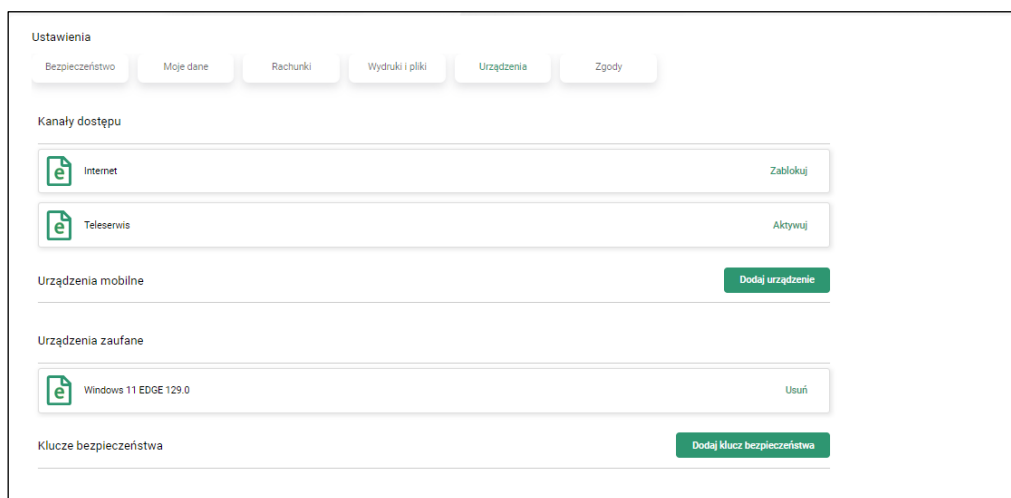 Ustawienia
Bezpieczeństwo Moje dane Rachunki Wydruki i pliki Urządzenia Zgody
Kanały dostępu
e Internet Zablokuj
e Teleserwis Aktywuj
Urządzenia mobilne Dodaj urządzenie
Urządzenia zaufane
e Windows 11 EDGE 129.0 Usuń
Klucze bezpieczeństwa Dodaj klucz bezpieczeństwa